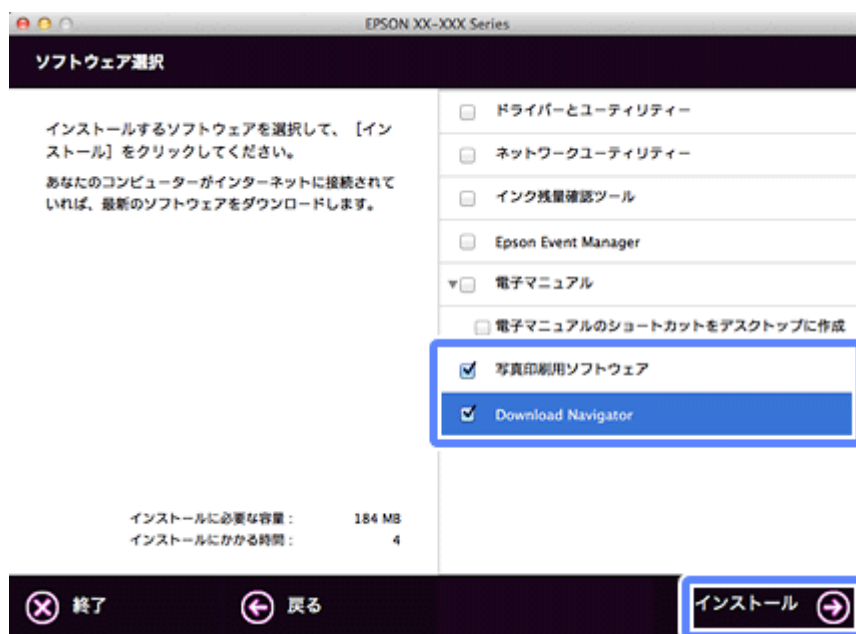 EPSON XX-XXX Series
ソフトウェア選択
インストールするソフトウェアを選択して、［イン
ストール］をクリックしてください。
あなたのコンピューターがインターネットに接続されて
いれば、最新のソフトウェアをダウンロードします。
ドライバーとユーティリティー
ネットワークユーティリティー
インク残量確認ツール
Epson Event Manager
電子マニュアル
電子マニュアルのショートカットをデスクトップに作成
写真印刷用ソフトウェア
Download Navigator
インストールに必要な容量： 184 MB
インストールにかかる時間： 4
終了
戻る
インストール